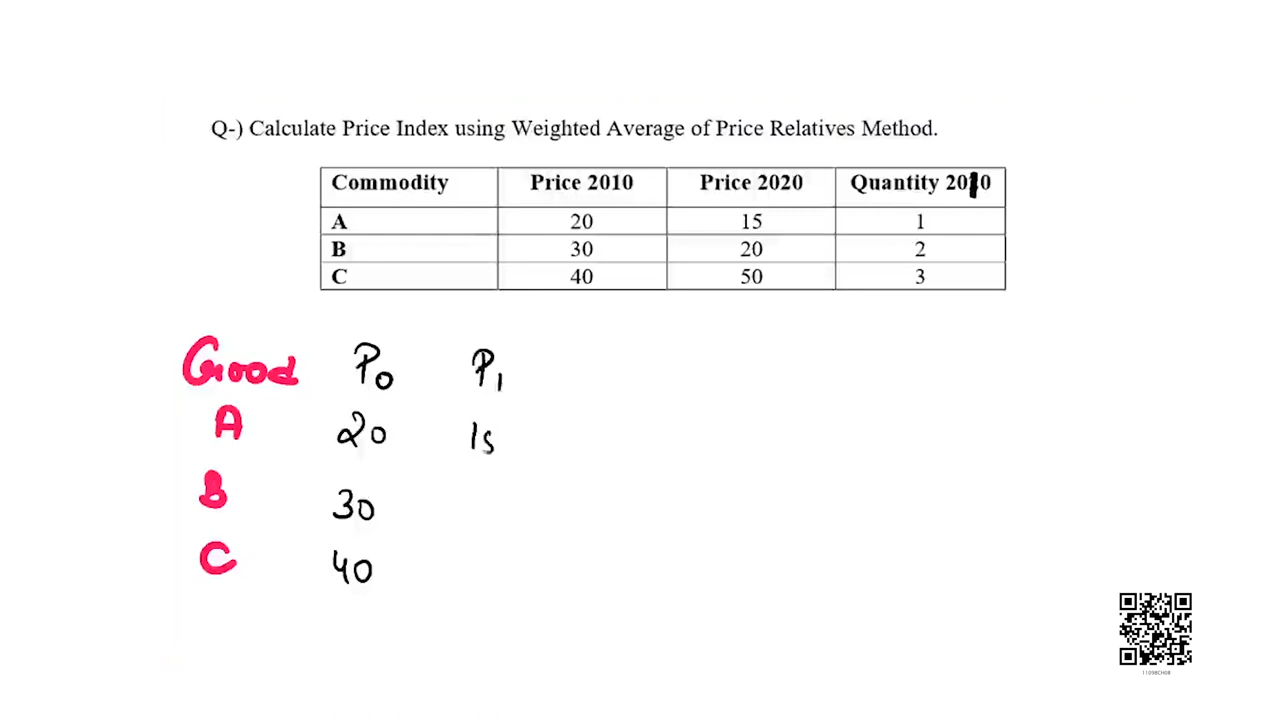 Q-) Calculate Price Index using Weighted Average of Price Relatives Method.
Commodity Price 2010 Price 2020 Quantity 2010
A 20 15 1
B 30 20 2
C 40 50 3
Good P₀ P₁
A 20 15
B 30
C 40
11098CH08